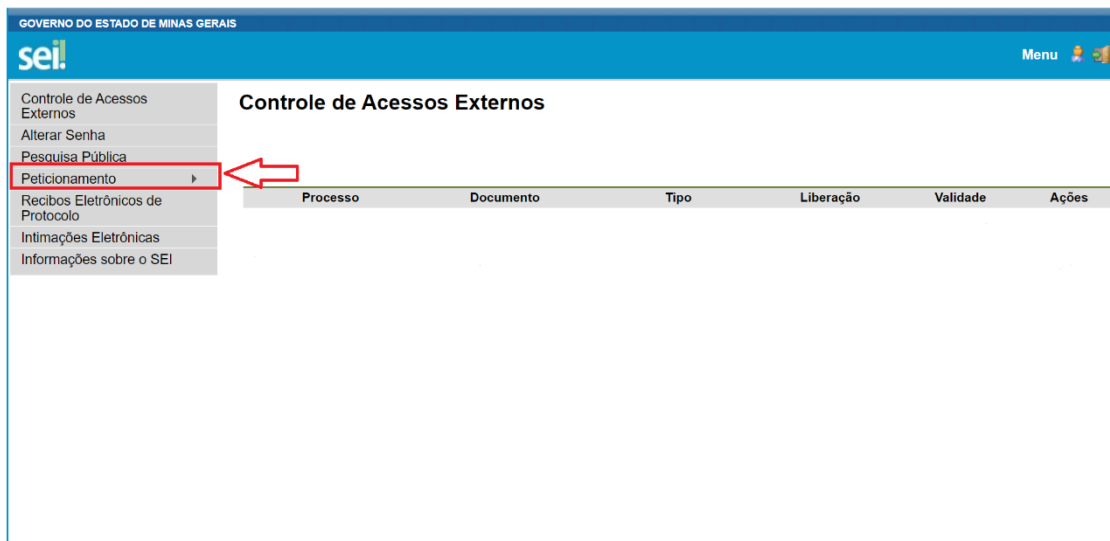 GOVERNO DO ESTADO DE MINAS GERAIS
sei!
Menu
Controle de Acessos
Externos
Alterar Senha
Pesquisa Pública
Peticionamento
Recibos Eletrônicos de
Protocolo
Intimações Eletrônicas
Informações sobre o SEI
Controle de Acessos Externos
Processo Documento Tipo Liberação Validade Ações